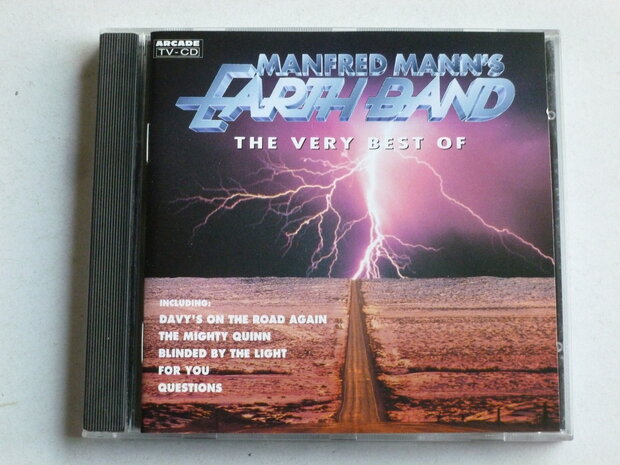 ARCADE
TV-CD
MANFRED MANN'S
EARTH BAND
THE VERY BEST OF
INCLUDING:
DAVY'S ON THE ROAD AGAIN
THE MIGHTY QUINN
BLINDED BY THE LIGHT
FOR YOU
QUESTIONS